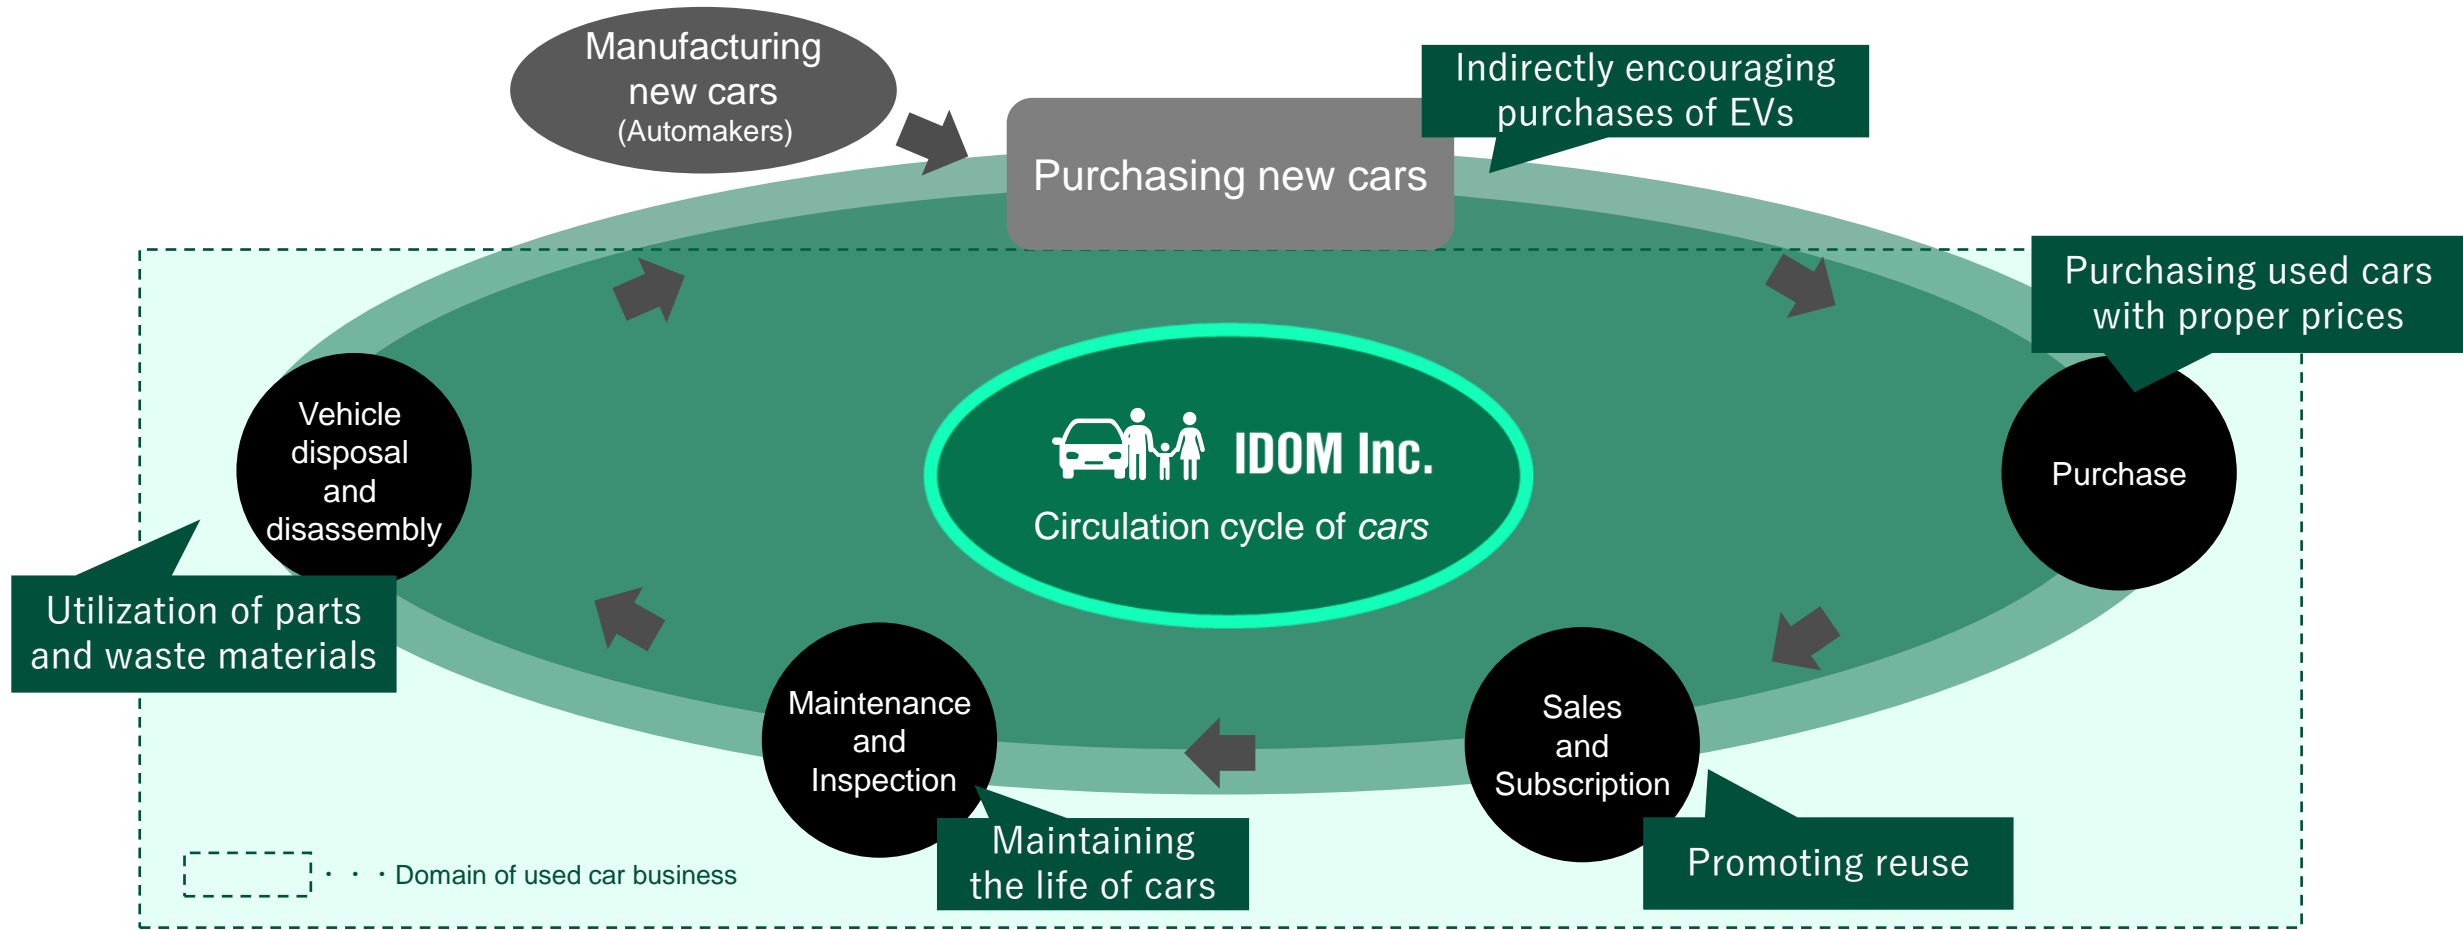 Manufacturing
new cars
(Automakers)
Indirectly encouraging
purchases of EVs
Purchasing new cars
Purchasing used cars
with proper prices
Purchase
Vehicle
disposal
and
disassembly
IDOM Inc.
Circulation cycle of cars
Utilization of parts
and waste materials
Maintenance
and
Inspection
Sales
and
Subscription
Maintaining
the life of cars
Promoting reuse
・・・Domain of used car business